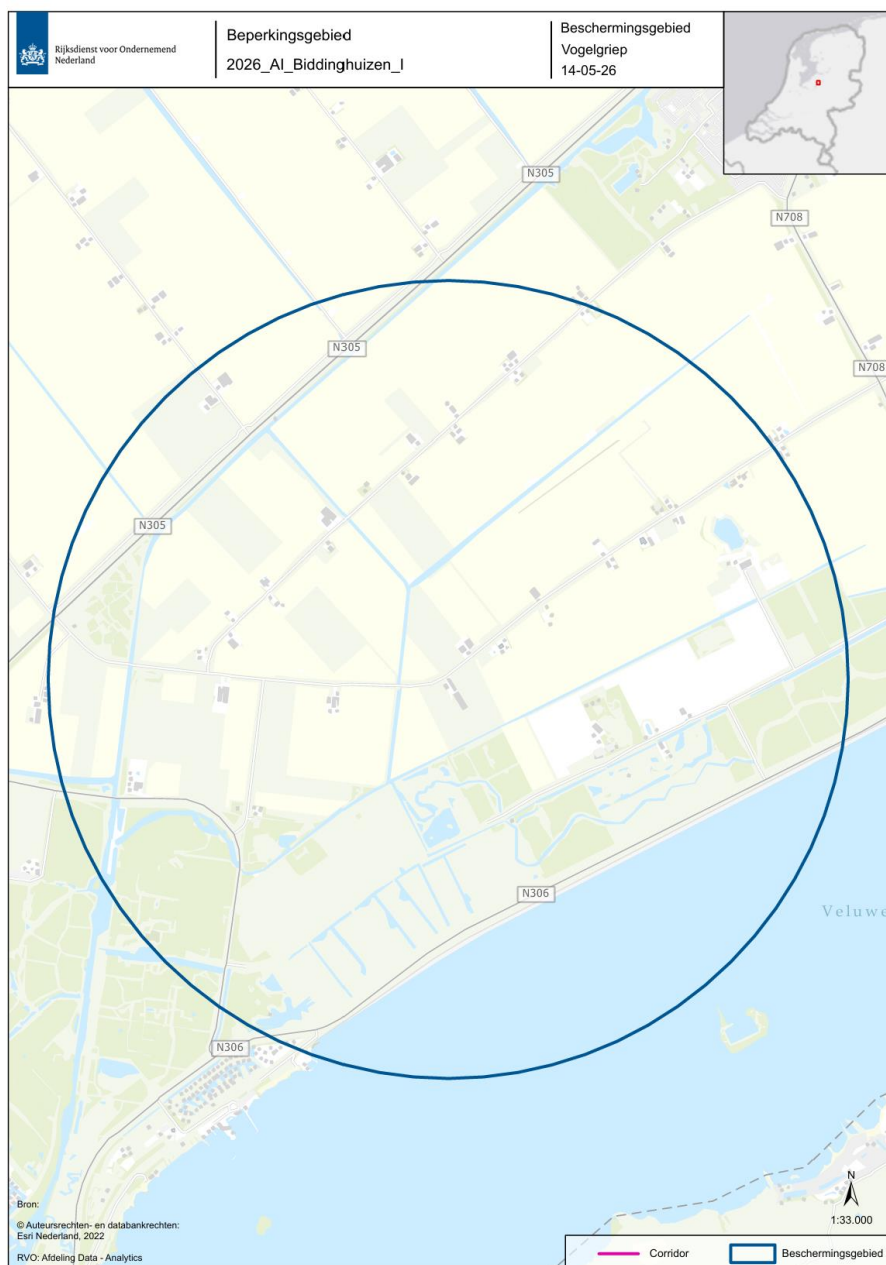 Rijksdienst voor Ondernemend
Nederland
Beperkingsgebied
2026_AI_Biddinghuizen_I
Beschermingsgebied
Vogelgriep
14-05-26
N305
N708
N305
N708
N305
N306
Veluwe
N306
N
1:33.000
Bron:
© Auteursrechten- en databankrechten:
Esri Nederland, 2022
RVO: Afdeling Data - Analytics
Corridor
Beschermingsgebied